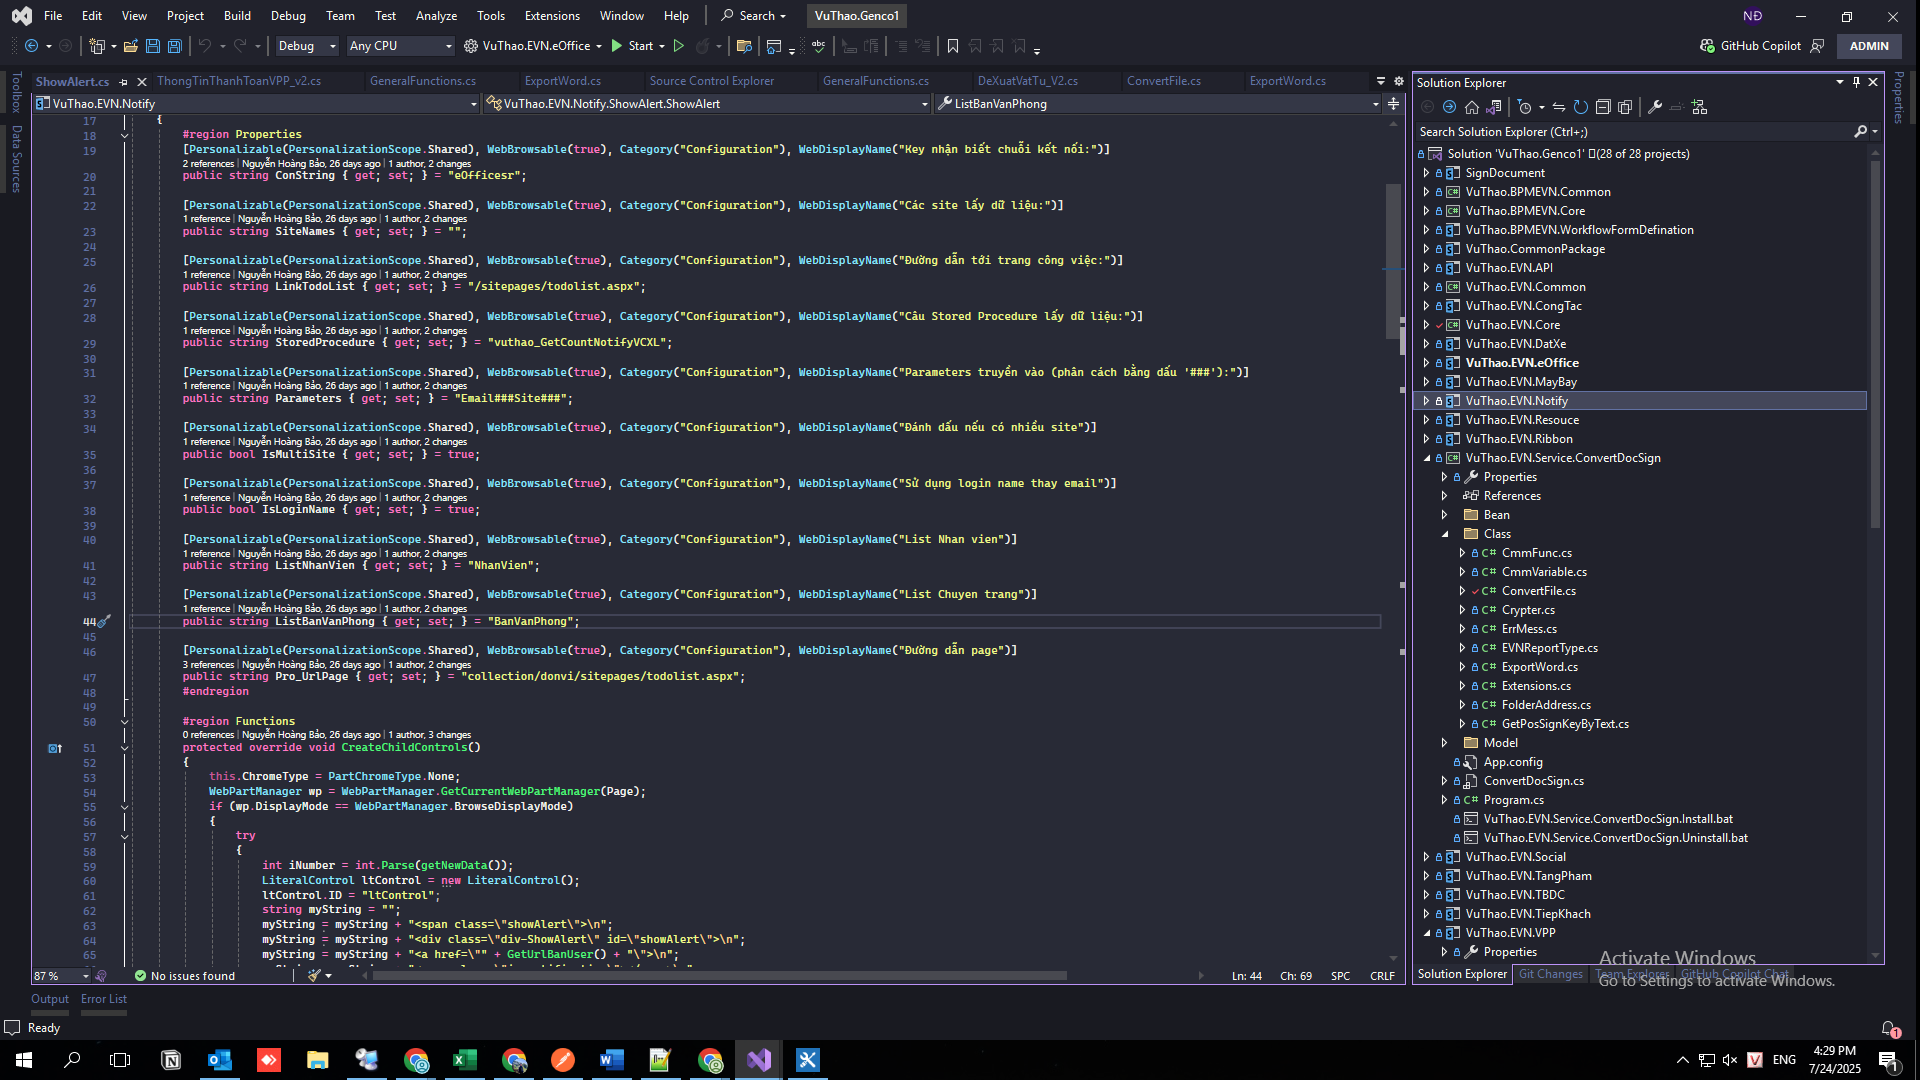 File Edit View Project Build Debug Team Test Analyze Tools Extensions Window Help Search VuThao.Genco1 NĐ
Debug Any CPU VuThao.EVN.eOffice Start GitHub Copilot ADMIN
Toolbox
Data Sources
ShowAlert.cs ThongTinThanhToanVPP_v2.cs GeneralFunctions.cs ExportWord.cs Source Control Explorer GeneralFunctions.cs DeXuatVatTu_V2.cs ConvertFile.cs ExportWord.cs
VuThao.EVN.Notify VuThao.EVN.Notify.ShowAlert.ShowAlert ListBanVanPhong
17 {
18 #region Properties
19 [Personalizable(PersonalizationScope.Shared), WebBrowsable(true), Category("Configuration"), WebDisplayName("Key nhận biết chuỗi kết nối:")]
2 references | Nguyễn Hoàng Bảo, 26 days ago | 1 author, 2 changes
20 public string ConString { get; set; } = "eOfficesr";
21
22 [Personalizable(PersonalizationScope.Shared), WebBrowsable(true), Category("Configuration"), WebDisplayName("Các site lấy dữ liệu:")]
1 reference | Nguyễn Hoàng Bảo, 26 days ago | 1 author, 2 changes
23 public string SiteNames { get; set; } = "";
24
25 [Personalizable(PersonalizationScope.Shared), WebBrowsable(true), Category("Configuration"), WebDisplayName("Đường dẫn tới trang công việc:")]
1 reference | Nguyễn Hoàng Bảo, 26 days ago | 1 author, 2 changes
26 public string LinkTodoList { get; set; } = "/sitepages/todolist.aspx";
27
28 [Personalizable(PersonalizationScope.Shared), WebBrowsable(true), Category("Configuration"), WebDisplayName("Câu Stored Procedure lấy dữ liệu:")]
1 reference | Nguyễn Hoàng Bảo, 26 days ago | 1 author, 2 changes
29 public string StoredProcedure { get; set; } = "vuthao_GetCountNotifyVCXL";
30
31 [Personalizable(PersonalizationScope.Shared), WebBrowsable(true), Category("Configuration"), WebDisplayName("Parameters truyền vào (phân cách bằng dấu '###'):")]
1 reference | Nguyễn Hoàng Bảo, 26 days ago | 1 author, 2 changes
32 public string Parameters { get; set; } = "Email###Site###";
33
34 [Personalizable(PersonalizationScope.Shared), WebBrowsable(true), Category("Configuration"), WebDisplayName("Đánh dấu nếu có nhiều site")]
1 reference | Nguyễn Hoàng Bảo, 26 days ago | 1 author, 2 changes
35 public bool IsMultiSite { get; set; } = true;
36
37 [Personalizable(PersonalizationScope.Shared), WebBrowsable(true), Category("Configuration"), WebDisplayName("Sử dụng login name thay email")]
1 reference | Nguyễn Hoàng Bảo, 26 days ago | 1 author, 2 changes
38 public bool IsLoginName { get; set; } = true;
39
40 [Personalizable(PersonalizationScope.Shared), WebBrowsable(true), Category("Configuration"), WebDisplayName("List Nhan vien")]
1 reference | Nguyễn Hoàng Bảo, 26 days ago | 1 author, 2 changes
41 public string ListNhanVien { get; set; } = "NhanVien";
42
43 [Personalizable(PersonalizationScope.Shared), WebBrowsable(true), Category("Configuration"), WebDisplayName("List Chuyen trang")]
1 reference | Nguyễn Hoàng Bảo, 26 days ago | 1 author, 2 changes
44 public string ListBanVanPhong { get; set; } = "BanVanPhong";
45
46 [Personalizable(PersonalizationScope.Shared), WebBrowsable(true), Category("Configuration"), WebDisplayName("Đường dẫn page")]
3 references | Nguyễn Hoàng Bảo, 26 days ago | 1 author, 2 changes
47 public string Pro_UrlPage { get; set; } = "collection/donvi/sitepages/todolist.aspx";
48 #endregion
49
50 #region Functions
0 references | Nguyễn Hoàng Bảo, 26 days ago | 1 author, 3 changes
51 protected override void CreateChildControls()
52 {
53 this.ChromeType = PartChromeType.None;
54 WebPartManager wp = WebPartManager.GetCurrentWebPartManager(Page);
55 if (wp.DisplayMode == WebPartManager.BrowseDisplayMode)
56 {
57 try
58 {
59 int iNumber = int.Parse(getNewData());
60 LiteralControl ltControl = new LiteralControl();
61 ltControl.ID = "ltControl";
62 string myString = "";
63 myString = myString + "<span class=\"showAlert\">\n";
64 myString = myString + "<div class=\"div-ShowAlert\" id=\"showAlert\">\n";
65 myString = myString + "<a href=\"" + GetUrlBanUser() + "\">\n";
87 % No issues found Ln: 44 Ch: 69 SPC CRLF
Output Error List
Ready
Solution Explorer
Search Solution Explorer (Ctrl+;)
Solution 'VuThao.Genco1' (28 of 28 projects)
SignDocument
VuThao.BPMEVN.Common
VuThao.BPMEVN.Core
VuThao.BPMEVN.WorkflowFormDefination
VuThao.CommonPackage
VuThao.EVN.API
VuThao.EVN.Common
VuThao.EVN.CongTac
VuThao.EVN.Core
VuThao.EVN.DatXe
VuThao.EVN.eOffice
VuThao.EVN.MayBay
VuThao.EVN.Notify
VuThao.EVN.Resouce
VuThao.EVN.Ribbon
VuThao.EVN.Service.ConvertDocSign
Properties
References
Bean
Class
C# CmmFunc.cs
C# CmmVariable.cs
C# ConvertFile.cs
C# Crypter.cs
C# ErrMess.cs
C# EVNReportType.cs
C# ExportWord.cs
C# Extensions.cs
C# FolderAddress.cs
C# GetPosSignKeyByText.cs
Model
App.config
ConvertDocSign.cs
C# Program.cs
VuThao.EVN.Service.ConvertDocSign.Install.bat
VuThao.EVN.Service.ConvertDocSign.Uninstall.bat
VuThao.EVN.Social
VuThao.EVN.TangPham
VuThao.EVN.TBDC
VuThao.EVN.TiepKhach
VuThao.EVN.VPP
Properties
Solution Explorer Git Changes Team Explorer GitHub Copilot Chat
Properties
Activate Windows
Go to Settings to activate Windows.
ENG
4:29 PM
7/24/2025
1